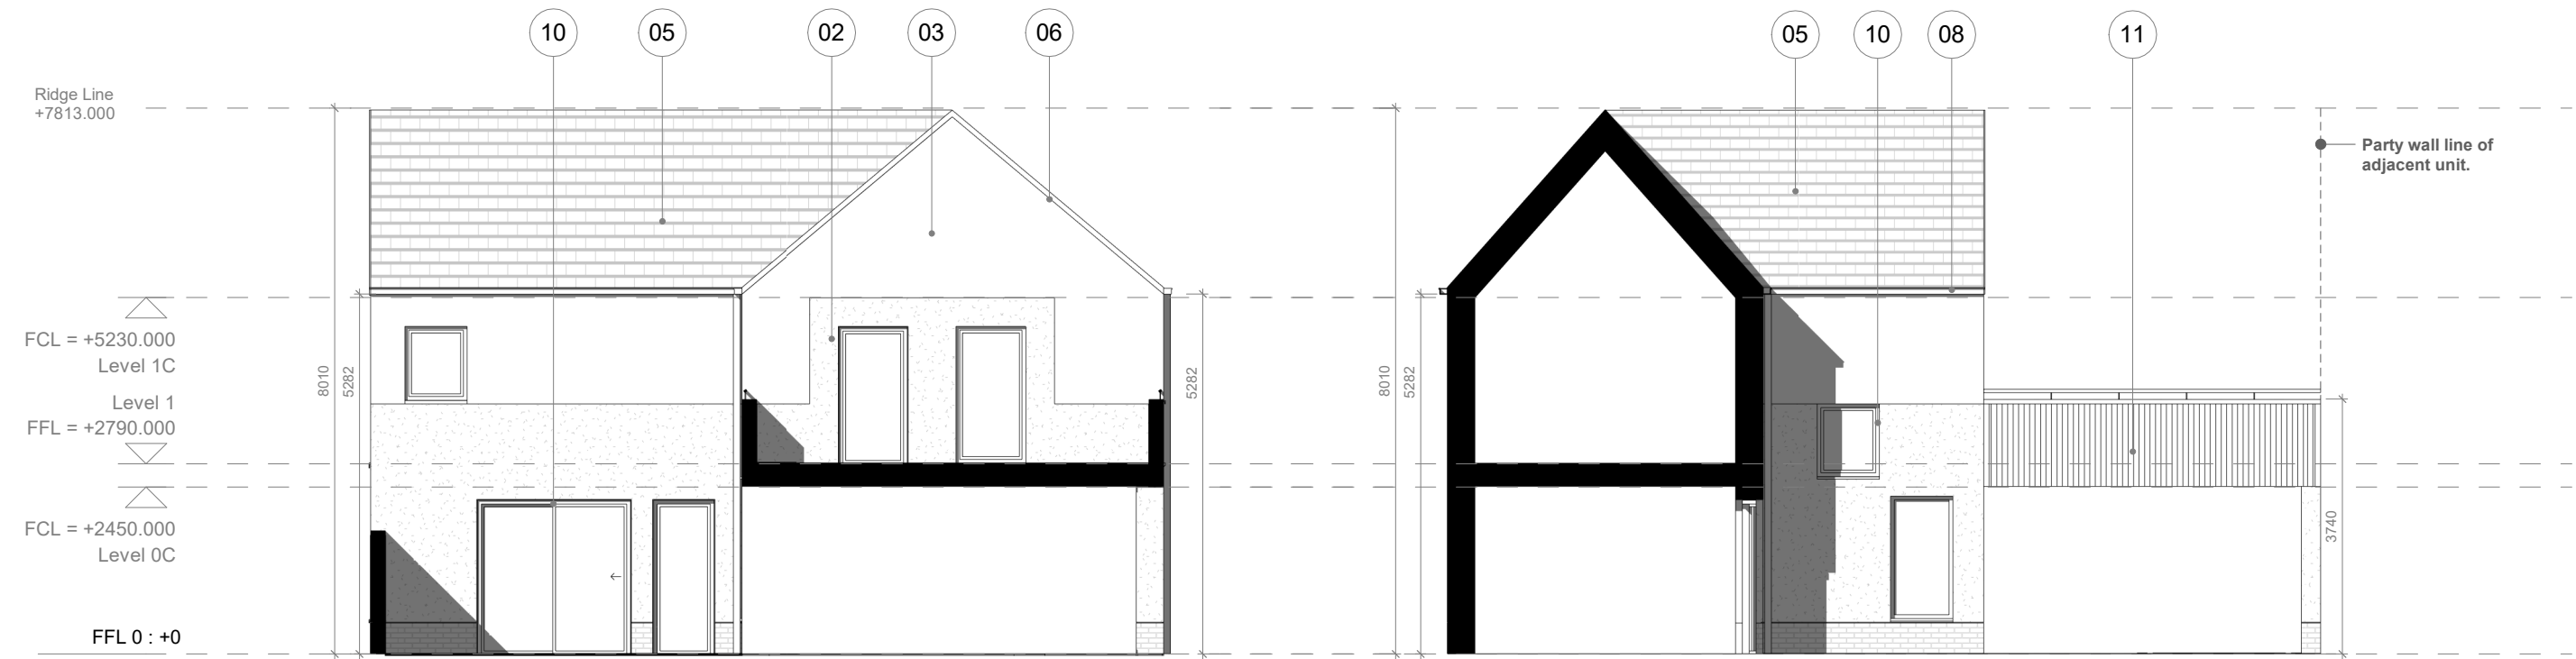 10 05 02 03 06 05 10 08 11
Ridge Line
+7813.000
Party wall line of
adjacent unit.
FCL = +5230.000
Level 1C
Level 1
FFL = +2790.000
FCL = +2450.000
Level 0C
FFL 0 : +0
8010
5282
5282
8010
5282
3740